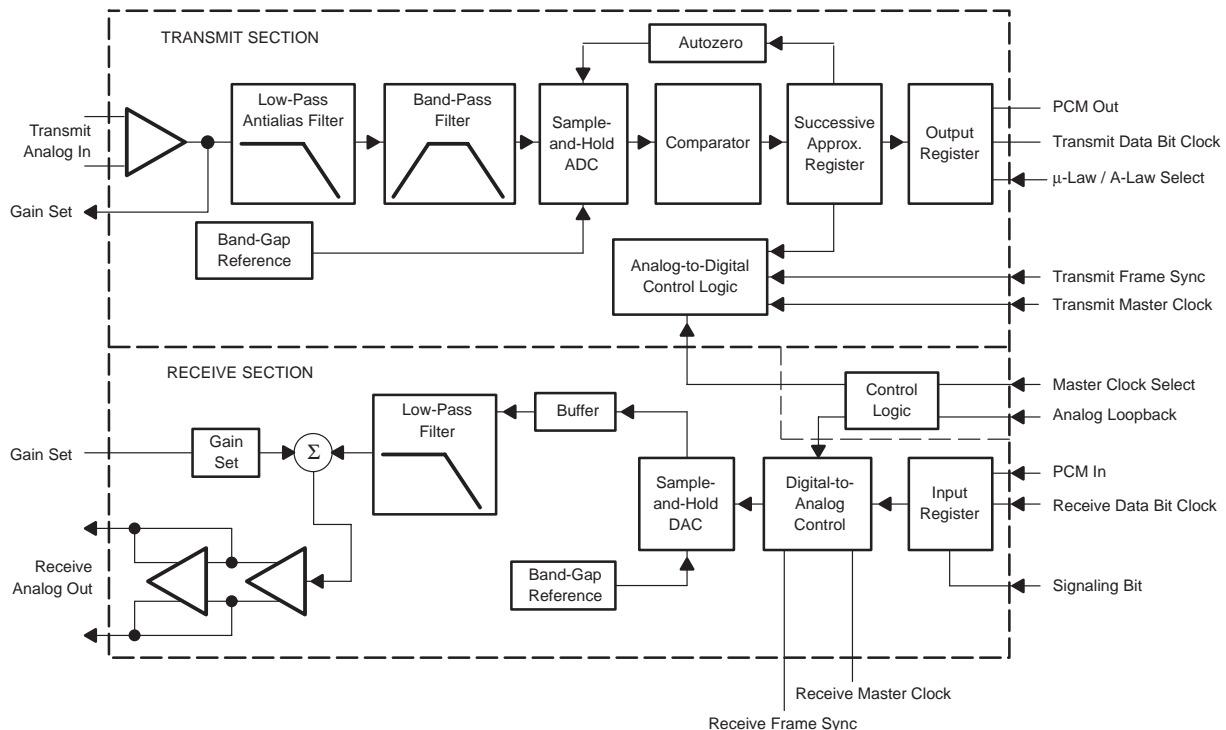 TRANSMIT SECTION
Autozero
Low-Pass
Antialias Filter
Band-Pass
Filter
Sample-
and-Hold
ADC
Comparator
Successive
Approx.
Register
Output
Register
PCM Out
Transmit Data Bit Clock
μ-Law / A-Law Select
Transmit
Analog In
Gain Set
Band-Gap
Reference
Analog-to-Digital
Control Logic
Transmit Frame Sync
Transmit Master Clock
RECEIVE SECTION
Control
Logic
Master Clock Select
Analog Loopback
Buffer
Low-Pass
Filter
Gain Set
Gain
Set
Σ
Sample-
and-Hold
DAC
Digital-to-
Analog
Control
Input
Register
PCM In
Receive Data Bit Clock
Signaling Bit
Receive
Analog Out
Band-Gap
Reference
Receive Master Clock
Receive Frame Sync